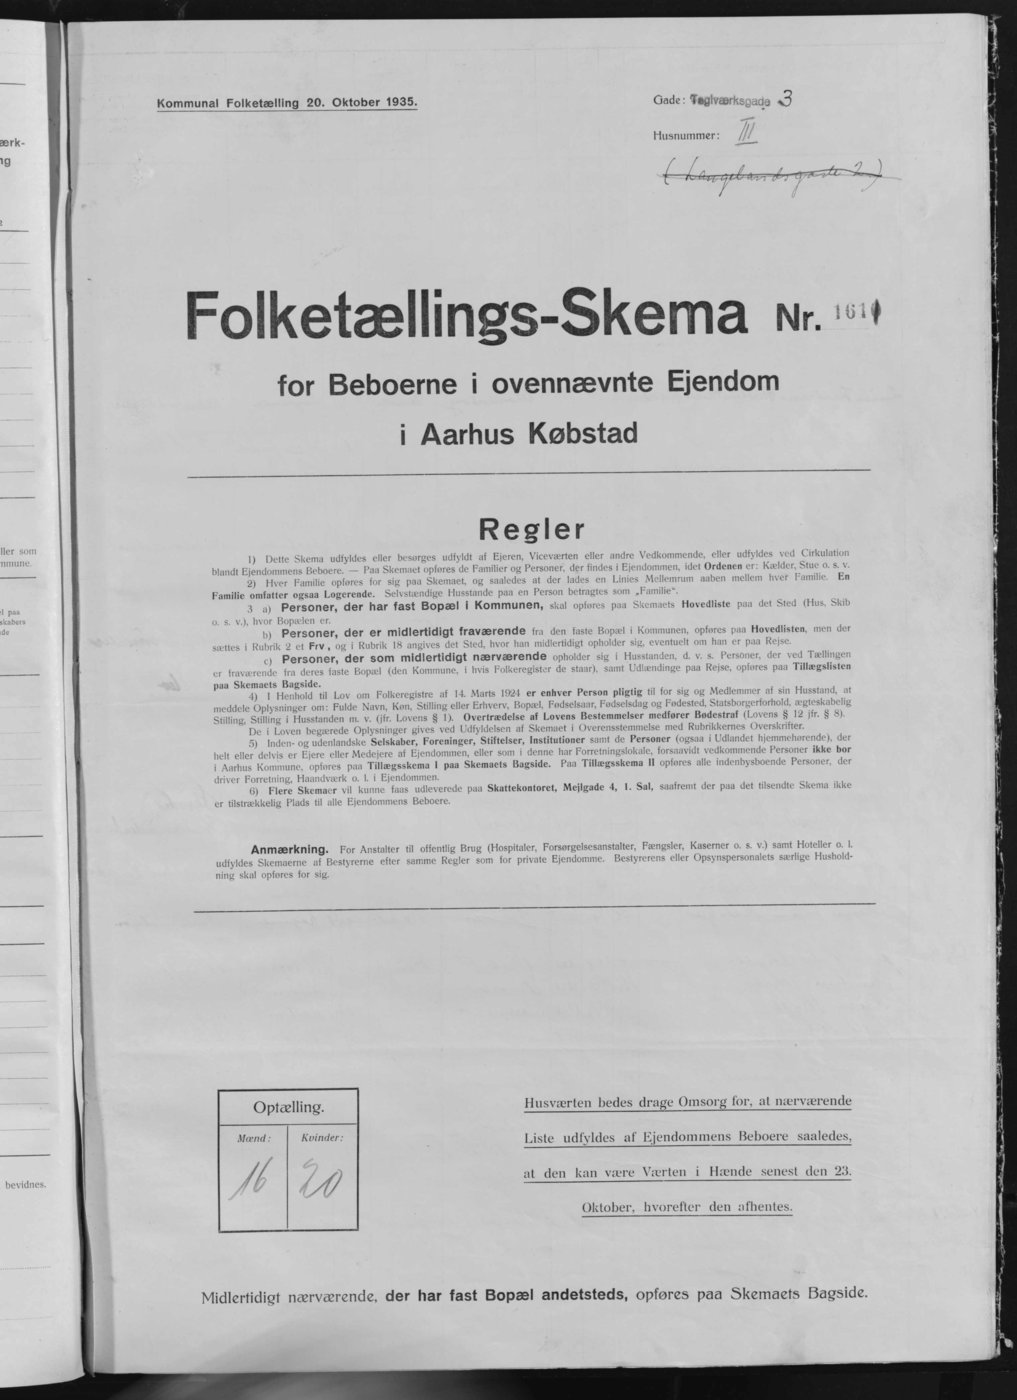 Kommunal Folketælling 20. Oktober 1935.
Gade: Teglværksgade 3
Husnummer: III
(Langelandsgade 2)
Folketællings-Skema Nr. 161
for Beboerne i ovennævnte Ejendom
i Aarhus Købstad
Regler
1) Dette Skema udfyldes eller besørges udfyldt af Ejeren, Viceværten eller andre Vedkommende, eller udfyldes ved Cirkulation
blandt Ejendommens Beboere. — Paa Skemaet opføres de Familier og Personer, der findes i Ejendommen, idet Ordenen er: Kælder, Stue o. s. v.
2) Hver Familie opføres for sig paa Skemaet, og saaledes at der lades en Linies Mellemrum aaben mellem hver Familie. En
Familie omfatter ogsaa Logerende. Selvstændige Husstande paa en Person betragtes som „Familie“.
3 a) Personer, der har fast Bopæl i Kommunen, skal opføres paa Skemaets Hovedliste paa det Sted (Hus, Skib
o. s. v.), hvor Bopælen er.
b) Personer, der er midlertidigt fraværende fra den faste Bopæl i Kommunen, opføres paa Hovedlisten, men der
sættes i Rubrik 2 et Frv, og i Rubrik 18 angives det Sted, hvor han midlertidigt opholder sig, eventuelt om han er paa Rejse.
c) Personer, der som midlertidigt nærværende opholder sig i Husstanden, d. v. s. Personer, der ved Tællingen
er fraværende fra deres faste Bopæl (den Kommune, i hvis Folkeregister de staar), samt Udlændinge paa Rejse, opføres paa Tillægslisten
paa Skemaets Bagside.
4) I Henhold til Lov om Folkeregistre af 14. Marts 1924 er enhver Person pligtig til for sig og Medlemmer af sin Husstand, at
meddele Oplysninger om: Fulde Navn, Køn, Stilling eller Erhverv, Bopæl, Fødselsaar, Fødselsdag og Fødested, Statsborgerforhold, ægteskabelig
Stilling, Stilling i Husstanden m. v. (jfr. Lovens § 1). Overtrædelse af Lovens Bestemmelser medfører Bødestraf (Lovens § 12 jfr. § 8).
De i Loven begærede Oplysninger gives ved Udfyldelsen af Skemaet i Overensstemmelse med Rubrikkernes Overskrifter.
5) Inden- og udenlandske Selskaber, Foreninger, Stiftelser, Institutioner samt de Personer (ogsaa i Udlandet hjemmehørende), der
helt eller delvis er Ejere eller Medejere af Ejendommen, eller som i denne har Forretningslokale, forsaavidt vedkommende Personer ikke bor
i Aarhus Kommune, opføres paa Tillægsskema I paa Skemaets Bagside. Paa Tillægsskema II opføres alle indenbysboende Personer, der
driver Forretning, Haandværk o. l. i Ejendommen.
6) Flere Skemaer vil kunne faas udleverede paa Skattekontoret, Mejlgade 4, 1. Sal, saafremt der paa det tilsendte Skema ikke
er tilstrækkelig Plads til alle Ejendommens Beboere.
Anmærkning. For Anstalter til offentlig Brug (Hospitaler, Forsørgelsesanstalter, Fængsler, Kaserner o. s. v.) samt Hoteller o. l.
udfyldes Skemaerne af Bestyrerne efter samme Regler som for private Ejendomme. Bestyrerens eller Opsynspersonalets særlige Hushold-
ning skal opføres for sig.
Optælling.
Mænd: Kvinder:
16 20
Husværten bedes drage Omsorg for, at nærværende
Liste udfyldes af Ejendommens Beboere saaledes,
at den kan være Værten i Hænde senest den 23.
Oktober, hvorefter den afhentes.
Midlertidigt nærværende, der har fast Bopæl andetsteds, opføres paa Skemaets Bagside.